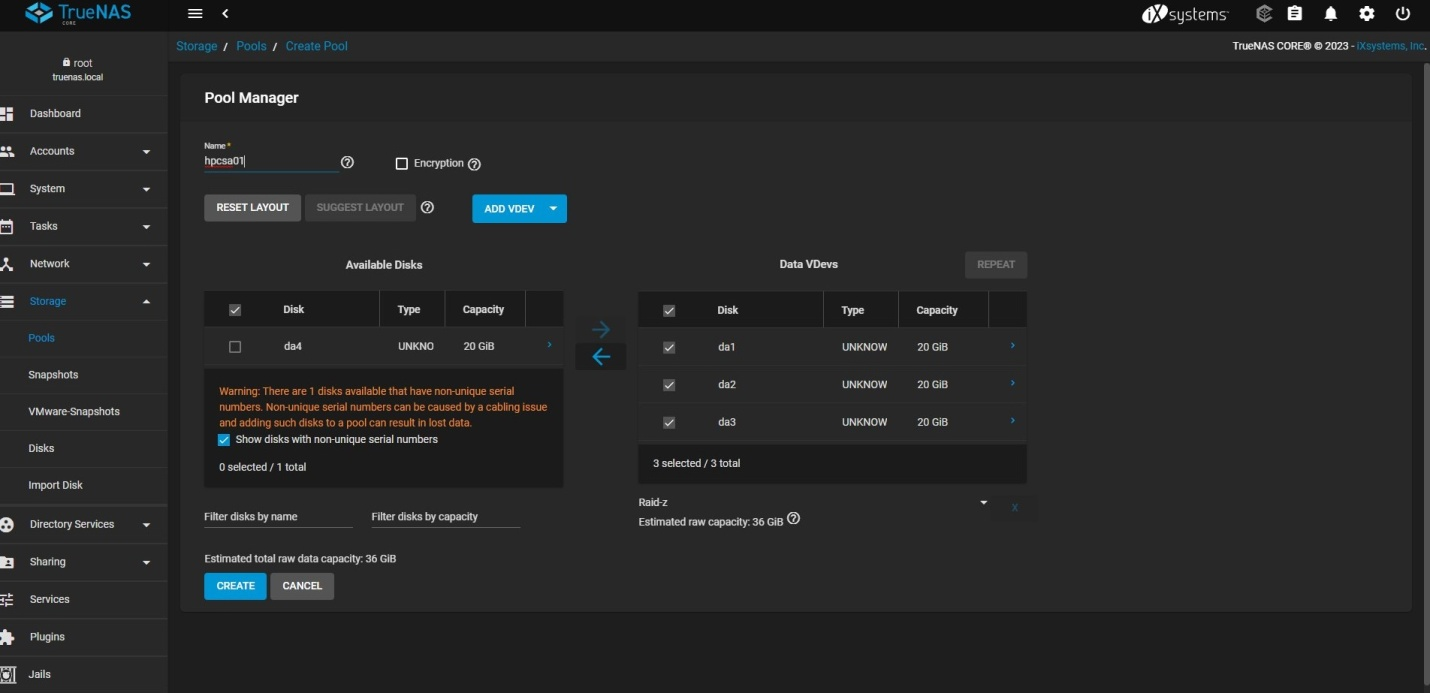 TrueNAS
CORE
iXsystems
root
truenas.local
Storage / Pools / Create Pool
TrueNAS CORE® © 2023 - iXsystems, Inc.
Dashboard
Accounts
System
Tasks
Network
Storage
Pools
Snapshots
VMware-Snapshots
Disks
Import Disk
Directory Services
Sharing
Services
Plugins
Jails
Pool Manager
Name*
hpcsa01
Encryption
RESET LAYOUT SUGGEST LAYOUT ADD VDEV
Available Disks
Disk Type Capacity
da4 UNKNO 20 GiB
Warning: There are 1 disks available that have non-unique serial
numbers. Non-unique serial numbers can be caused by a cabling issue
and adding such disks to a pool can result in lost data.
Show disks with non-unique serial numbers
0 selected / 1 total
Filter disks by name Filter disks by capacity
Data VDevs REPEAT
Disk Type Capacity
da1 UNKNOW 20 GiB
da2 UNKNOW 20 GiB
da3 UNKNOW 20 GiB
3 selected / 3 total
Raid-z X
Estimated raw capacity: 36 GiB
Estimated total raw data capacity: 36 GiB
CREATE CANCEL